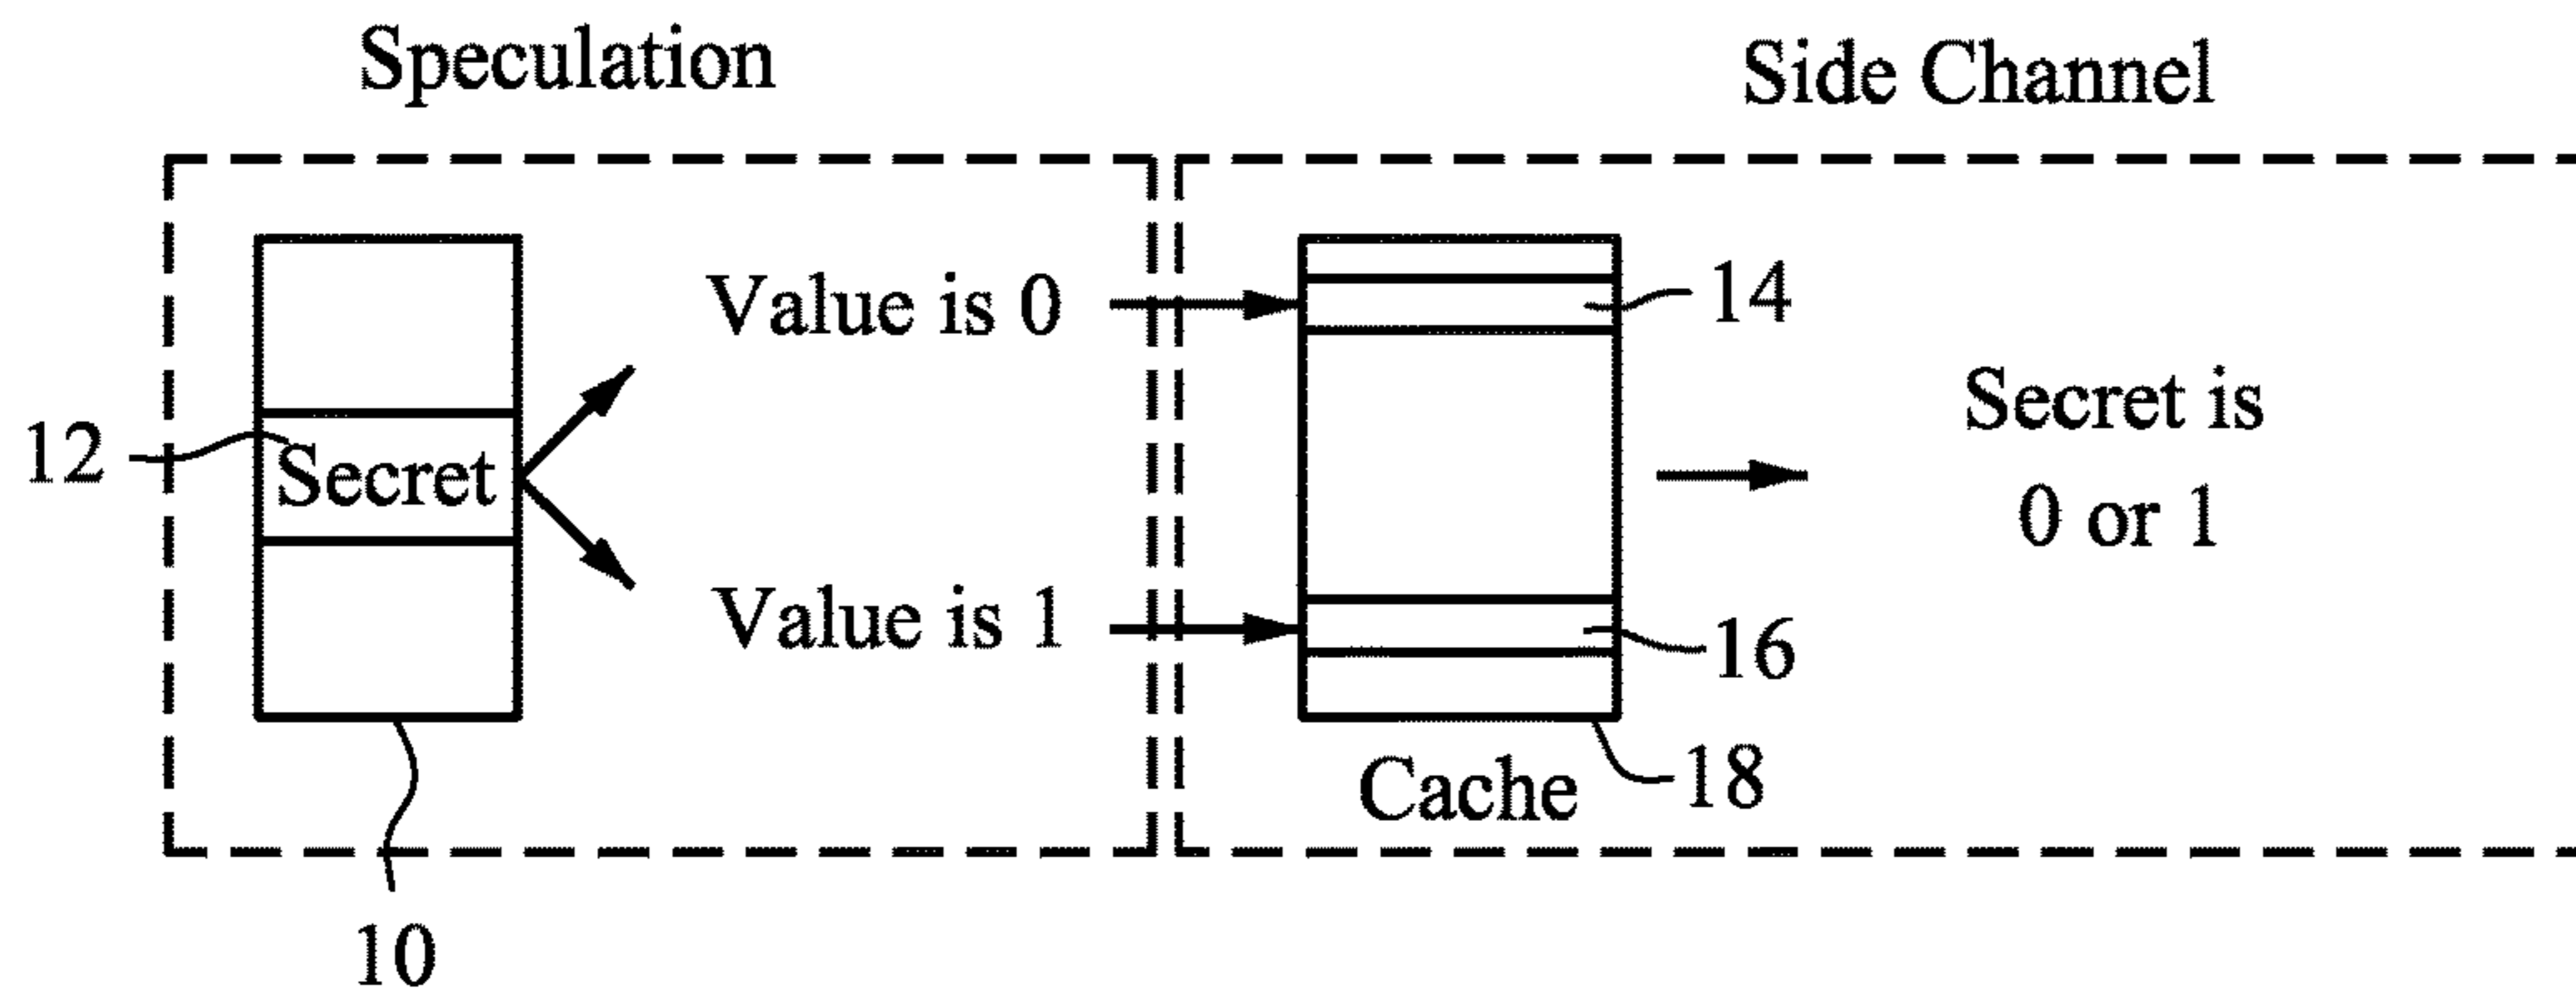 Speculation
Side Channel
Value is 0
14
12
Secret
Secret is
0 or 1
Value is 1
16
Cache
18
10